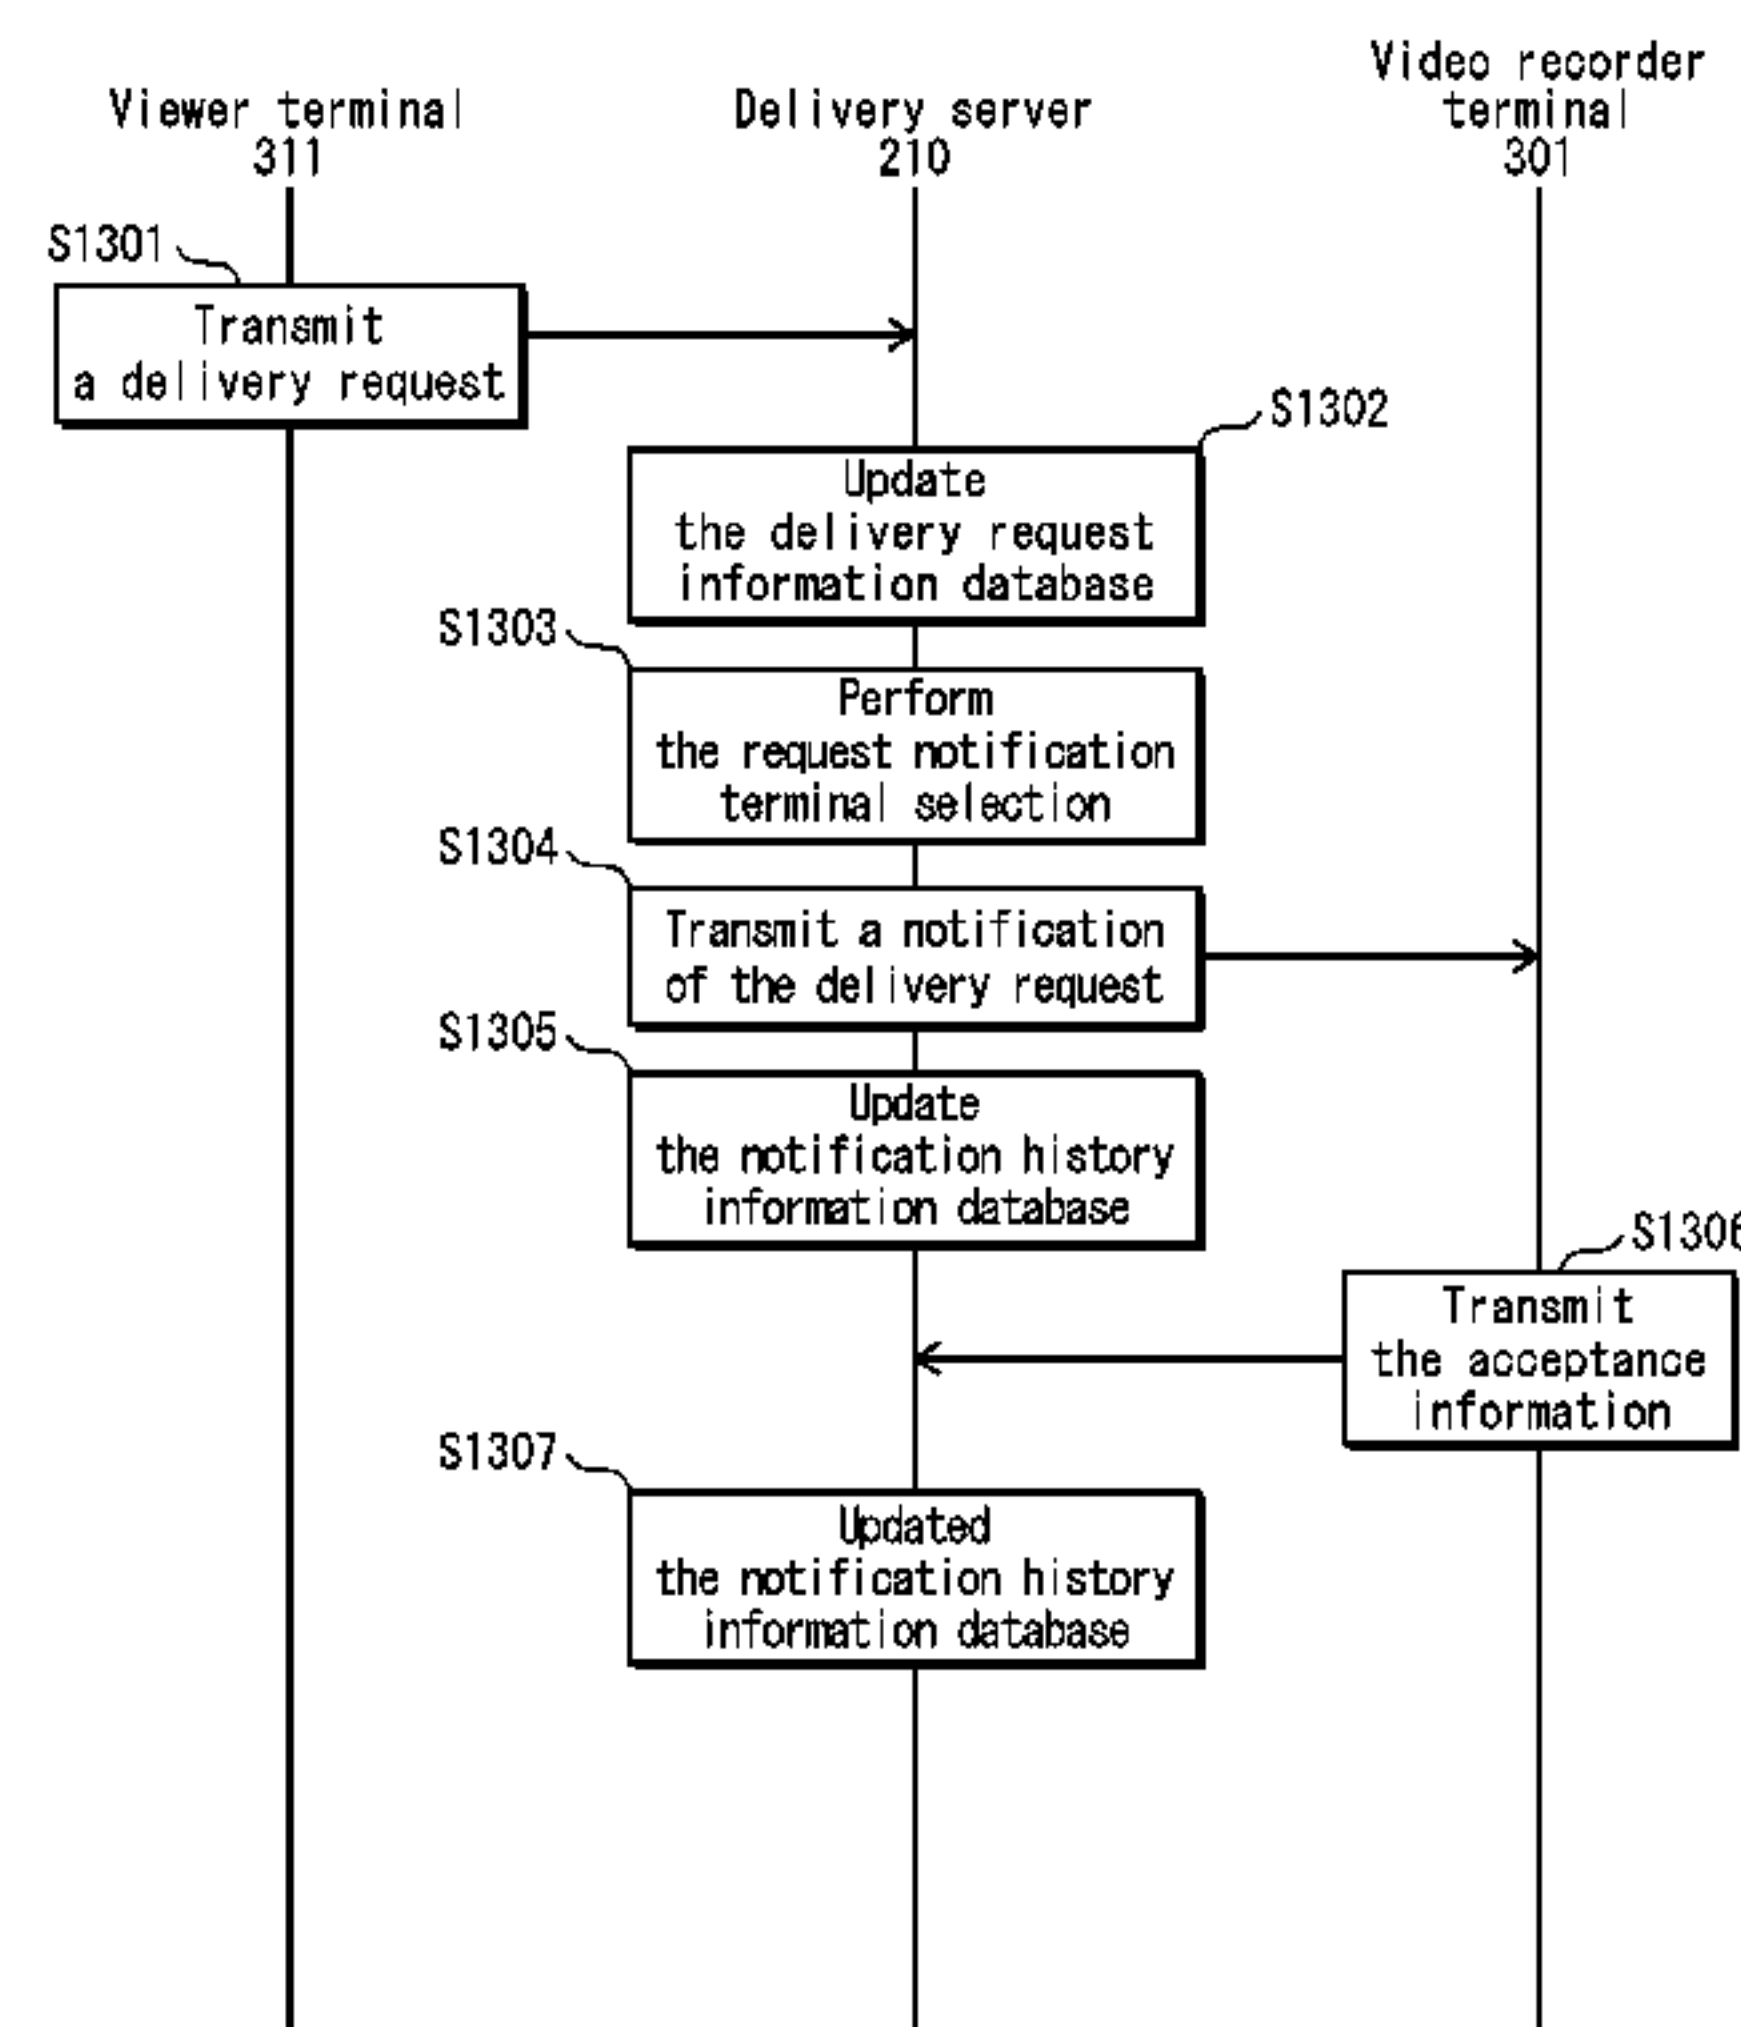 Viewer terminal
311
Delivery server
210
Video recorder
terminal
301
S1301
Transmit
a delivery request
S1302
Update
the delivery request
information database
S1303
Perform
the request notification
terminal selection
S1304
Transmit a notification
of the delivery request
S1305
Update
the notification history
information database
S1306
Transmit
the acceptance
information
S1307
Updated
the notification history
information database